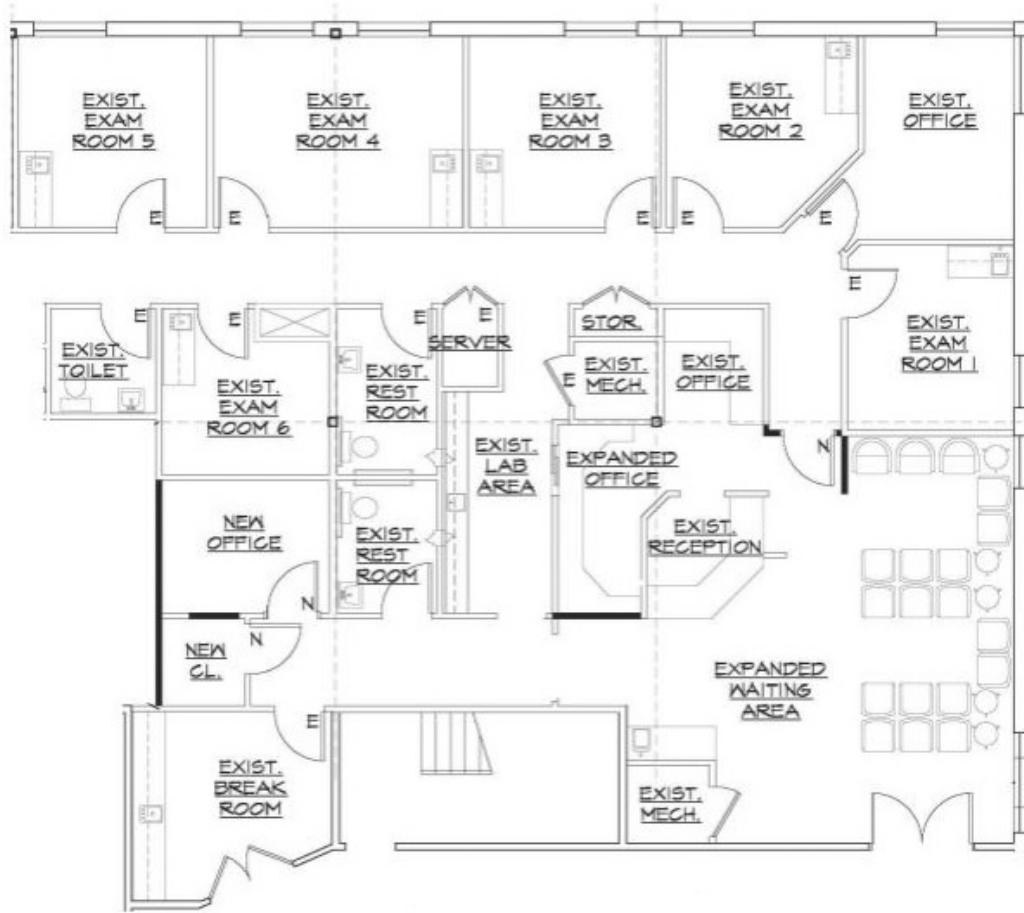 EXIST.
EXAM
ROOM 5
EXIST.
EXAM
ROOM 4
EXIST.
EXAM
ROOM 3
EXIST.
EXAM
ROOM 2
EXIST.
OFFICE
E
E
E
E
E
E
EXIST.
EXAM
ROOM 1
E
EXIST.
TOILET
E
EXIST.
EXAM
ROOM 6
E
EXIST.
REST
ROOM
E
SERVER
STOR.
E
EXIST.
MECH.
EXIST.
OFFICE
N
EXIST.
LAB
AREA
EXPANDED
OFFICE
EXIST.
RECEPTION
NEW
OFFICE
N
EXIST.
REST
ROOM
NEW
CL.
N
E
EXPANDED
WAITING
AREA
EXIST.
BREAK
ROOM
EXIST.
MECH.